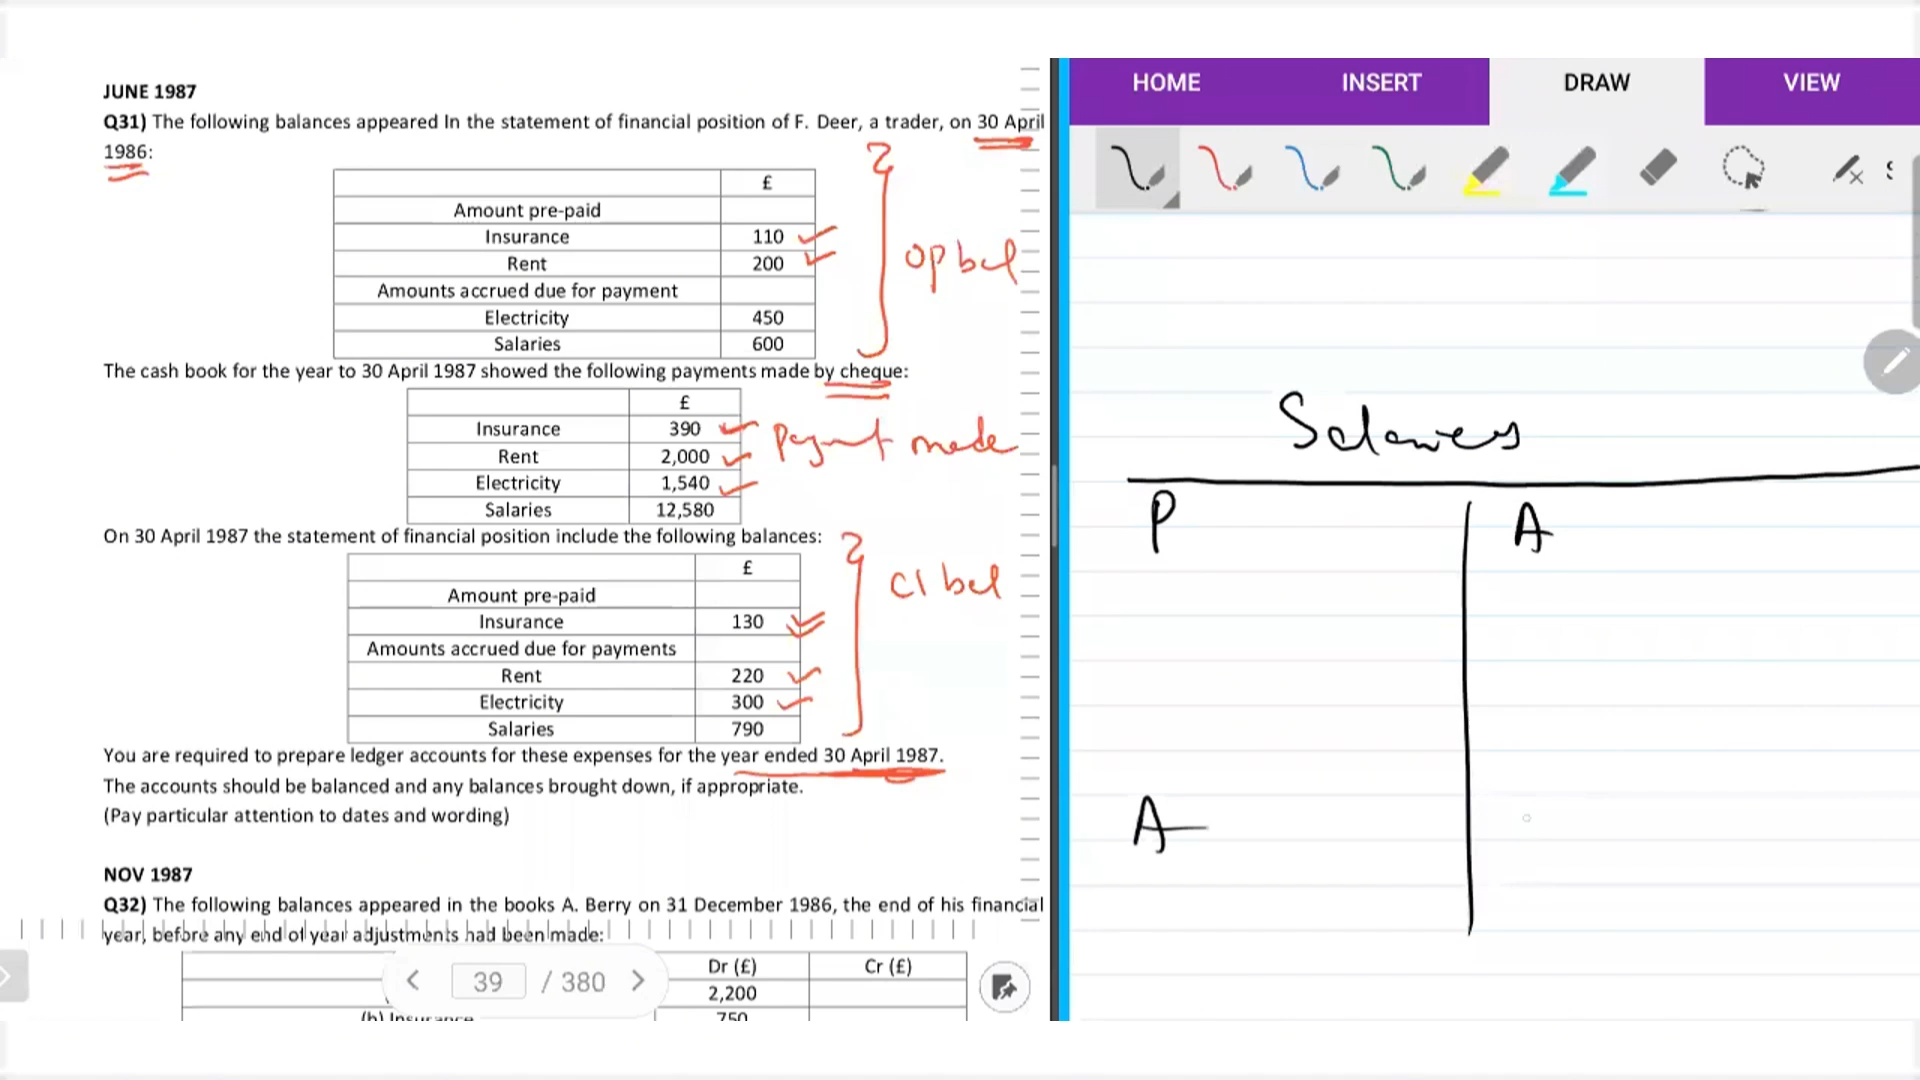 JUNE 1987
Q31) The following balances appeared In the statement of financial position of F. Deer, a trader, on 30 April
1986:
£
Amount pre-paid
Insurance 110
Rent 200
Amounts accrued due for payment
Electricity 450
Salaries 600
op bal
The cash book for the year to 30 April 1987 showed the following payments made by cheque:
£
Insurance 390
Rent 2,000
Electricity 1,540
Salaries 12,580
Payment made
On 30 April 1987 the statement of financial position include the following balances:
£
Amount pre-paid
Insurance 130
Amounts accrued due for payments
Rent 220
Electricity 300
Salaries 790
Cl bal
You are required to prepare ledger accounts for these expenses for the year ended 30 April 1987.
The accounts should be balanced and any balances brought down, if appropriate.
(Pay particular attention to dates and wording)
NOV 1987
Q32) The following balances appeared in the books A. Berry on 31 December 1986, the end of his financial
year, before any end of year adjustments had been made:
Dr (£) Cr (£)
2,200
(b) Insurance 750
39 / 380
HOME INSERT DRAW VIEW
Salaries
P A
A